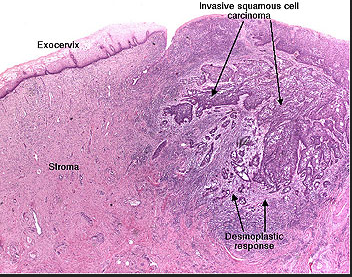 Invasive squamous cell
carcinoma
Exocervix
Stroma
Desmoplastic
response